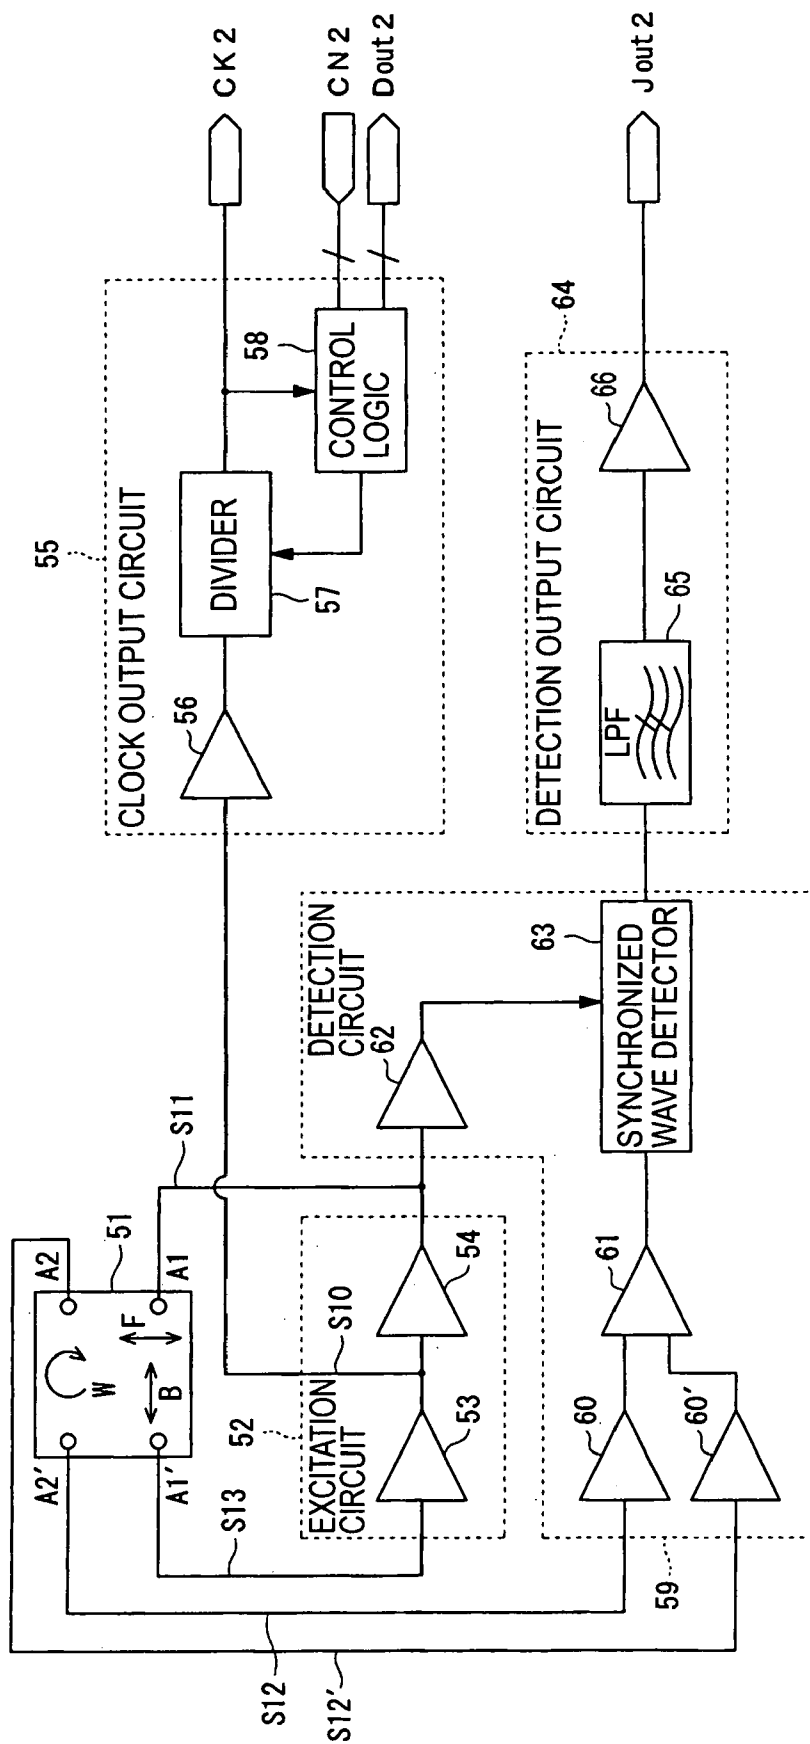 S12'
S12
S13
A2'
A1'
A2
A1
51
W
B
F
S11
S10
52
EXCITATION
CIRCUIT
53
54
55
CLOCK OUTPUT CIRCUIT
56
DIVIDER
57
58
CONTROL
LOGIC
CK2
CN2
Dout2
DETECTION
CIRCUIT
62
59
60
60'
61
63
SYNCHRONIZED
WAVE DETECTOR
64
DETECTION OUTPUT CIRCUIT
LPF
65
66
Jout2